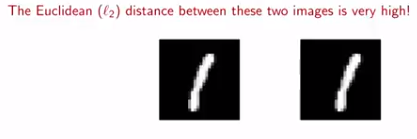 The Euclidean (ℓ₂) distance between these two images is very high!